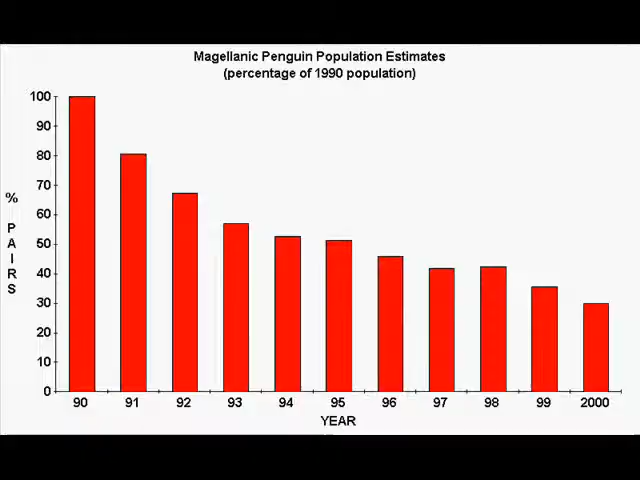 Magellanic Penguin Population Estimates
(percentage of 1990 population)
100
90
80
70
60
50
40
30
20
10
0
% PAIRS
90 91 92 93 94 95 96 97 98 99 2000
YEAR